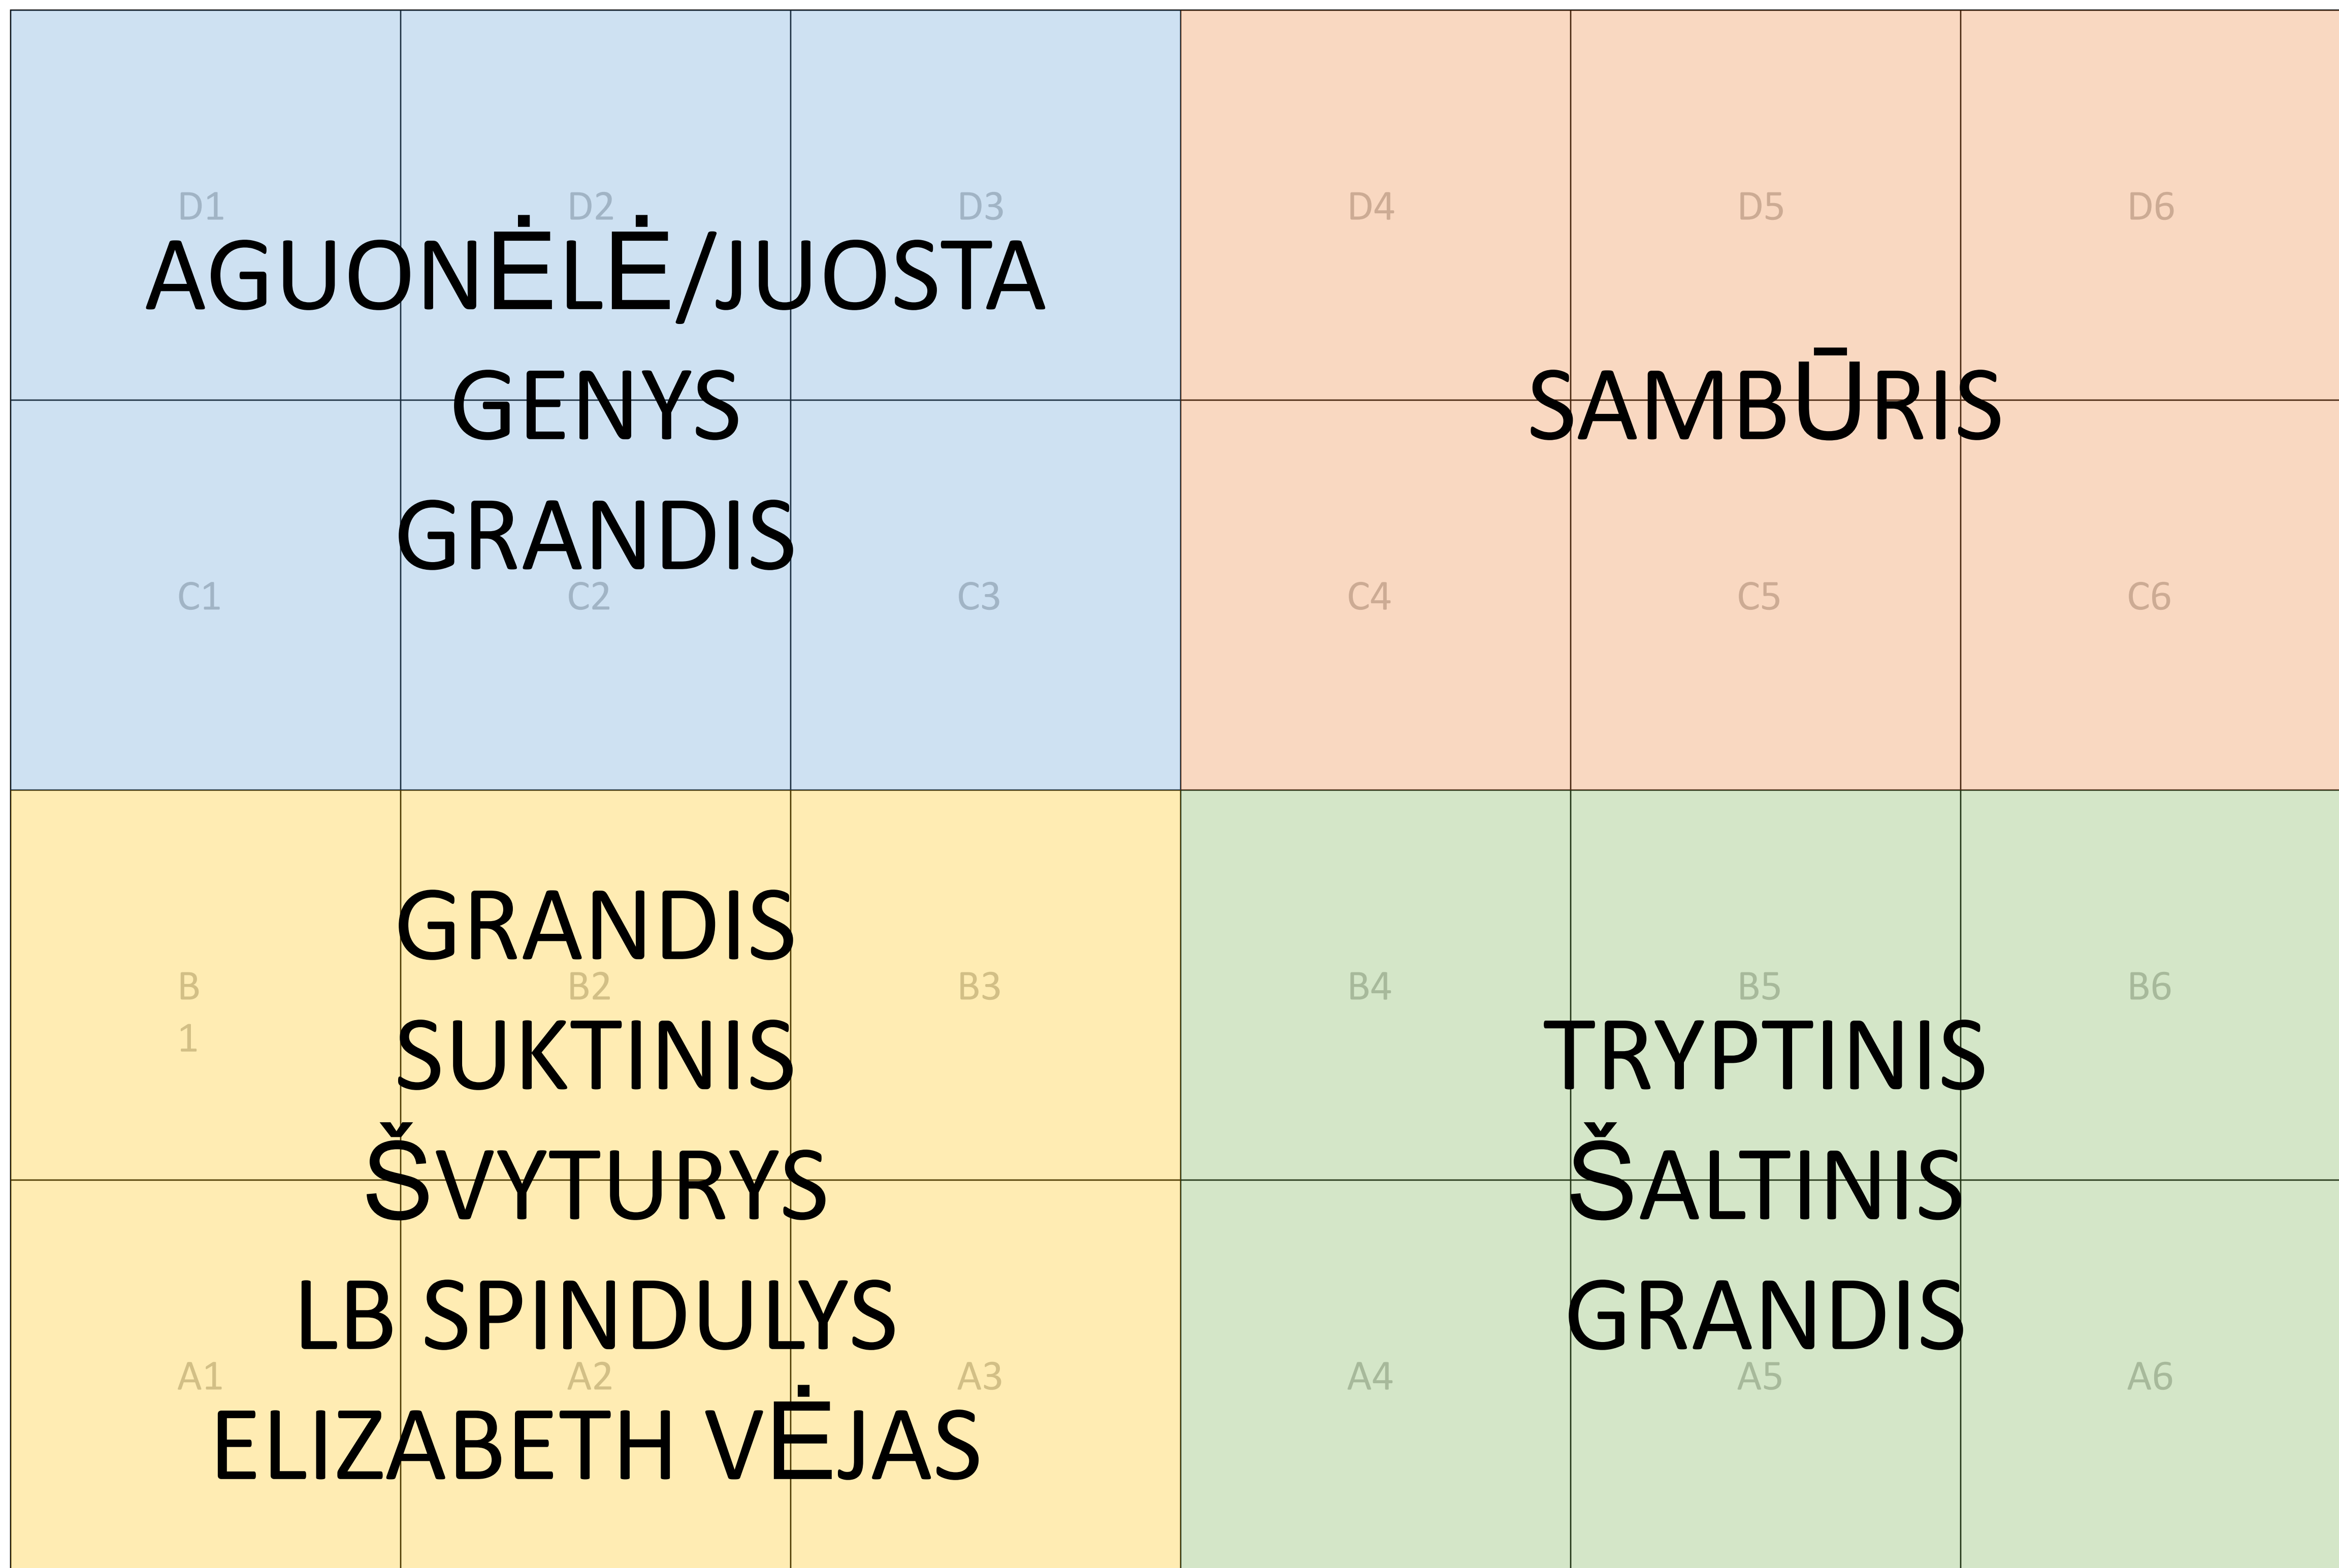 D1 D2 D3 D4 D5 D6
AGUONĖLĖ/JUOSTA
GENYS
SAMBŪRIS
GRANDIS
C1 C2 C3 C4 C5 C6
GRANDIS
B1 B2 B3 B4 B5 B6
SUKTINIS
TRYPTINIS
ŠVYTURYS
ŠALTINIS
LB SPINDULYS
GRANDIS
A1 A2 A3 A4 A5 A6
ELIZABETH VĖJAS